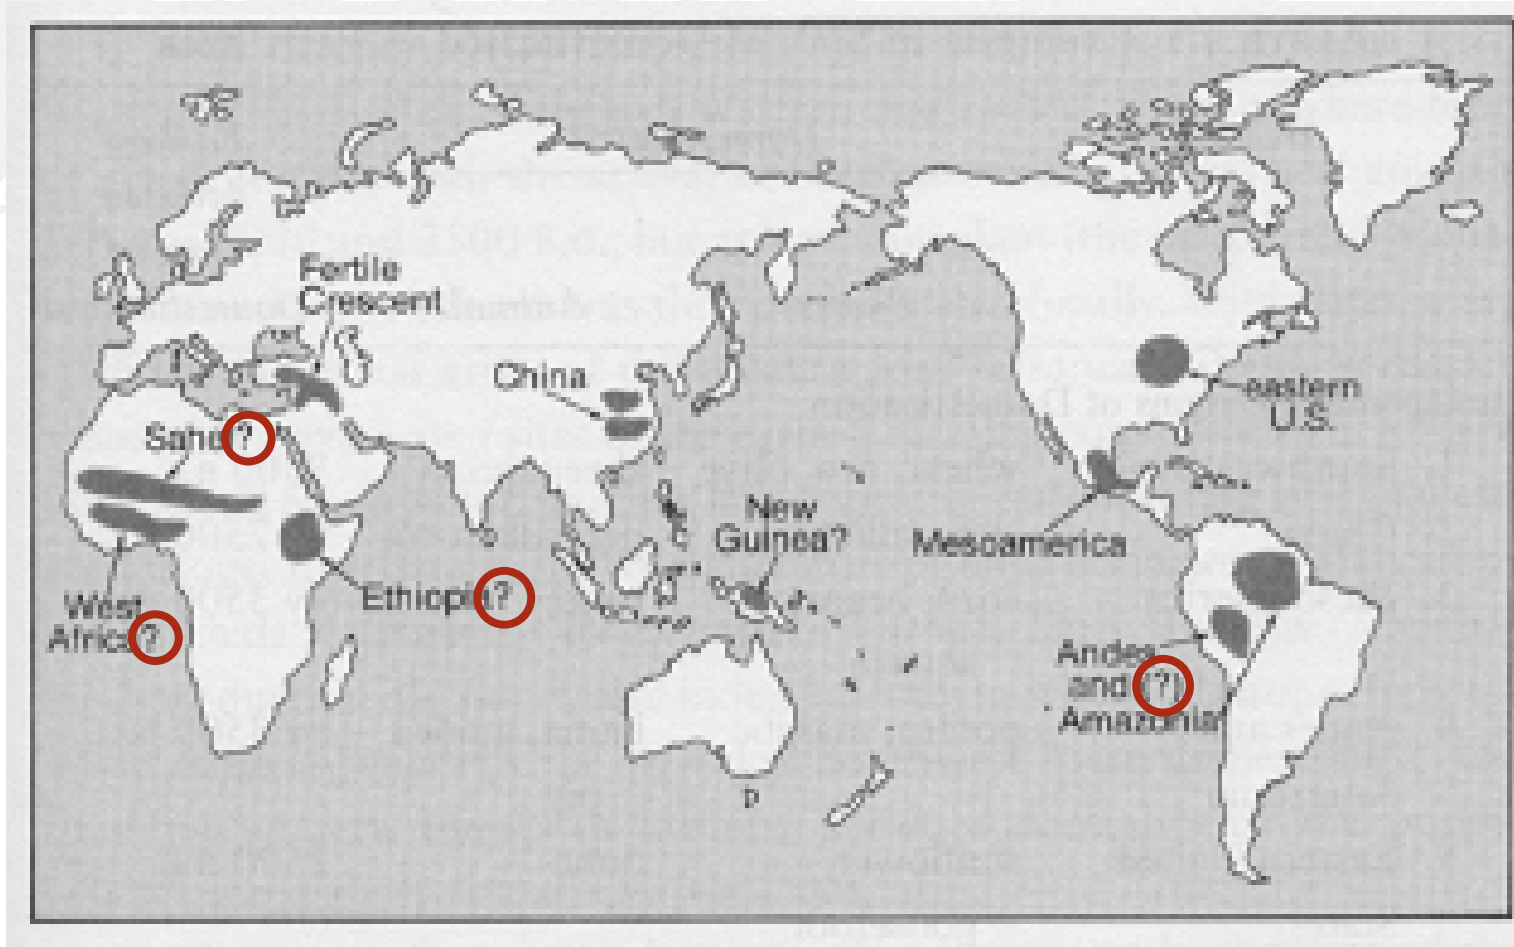 Fertile
Crescent
China
Sahel?
eastern
U.S.
New
Guinea?
Mesoamerica
Ethiopia?
West
Africa?
Andes
and (?)
Amazonia